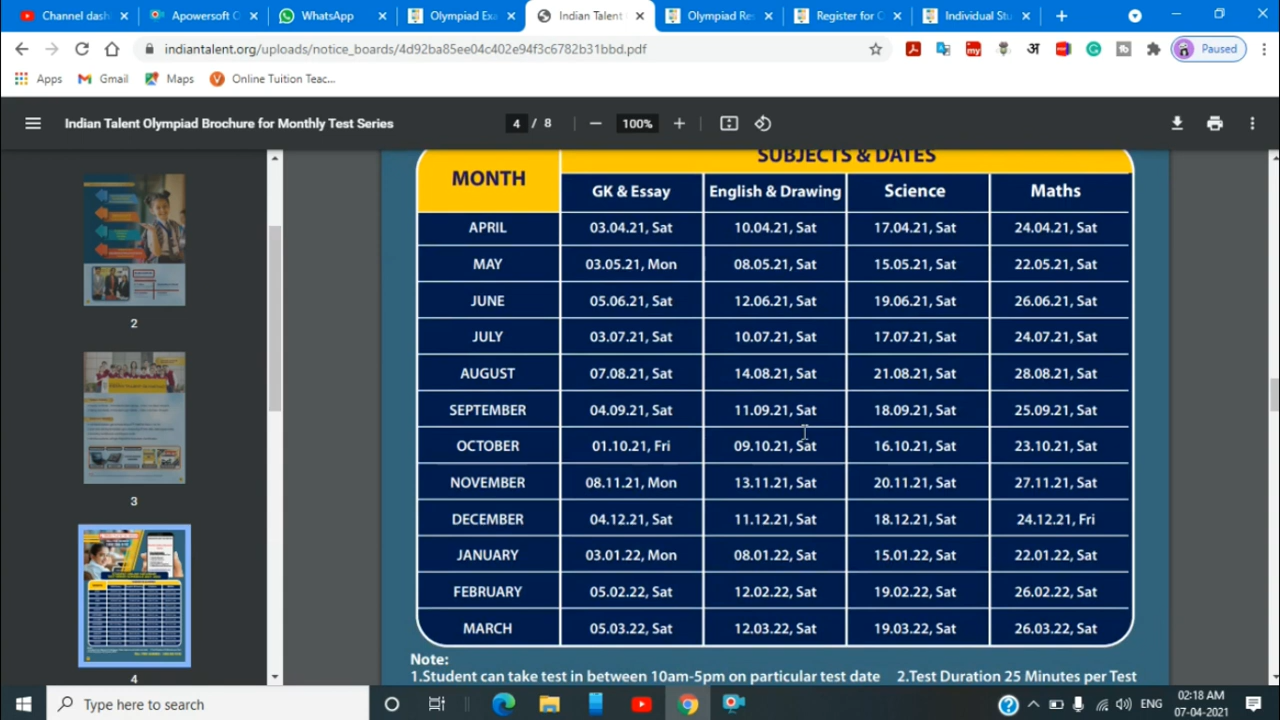 Channel dash
Apowersoft O
WhatsApp
Olympiad Exa
Indian Talent
Olympiad Res
Register for O
Individual Stu
indiantalent.org/uploads/notice_boards/4d92ba85ee04c402e94f3c6782b31bbd.pdf
Paused
Apps Gmail Maps Online Tuition Teac...
Indian Talent Olympiad Brochure for Monthly Test Series
4 / 8
100%
2
3
4
SUBJECTS & DATES
MONTH
GK & Essay English & Drawing Science Maths
APRIL 03.04.21, Sat 10.04.21, Sat 17.04.21, Sat 24.04.21, Sat
MAY 03.05.21, Mon 08.05.21, Sat 15.05.21, Sat 22.05.21, Sat
JUNE 05.06.21, Sat 12.06.21, Sat 19.06.21, Sat 26.06.21, Sat
JULY 03.07.21, Sat 10.07.21, Sat 17.07.21, Sat 24.07.21, Sat
AUGUST 07.08.21, Sat 14.08.21, Sat 21.08.21, Sat 28.08.21, Sat
SEPTEMBER 04.09.21, Sat 11.09.21, Sat 18.09.21, Sat 25.09.21, Sat
OCTOBER 01.10.21, Fri 09.10.21, Sat 16.10.21, Sat 23.10.21, Sat
NOVEMBER 08.11.21, Mon 13.11.21, Sat 20.11.21, Sat 27.11.21, Sat
DECEMBER 04.12.21, Sat 11.12.21, Sat 18.12.21, Sat 24.12.21, Fri
JANUARY 03.01.22, Mon 08.01.22, Sat 15.01.22, Sat 22.01.22, Sat
FEBRUARY 05.02.22, Sat 12.02.22, Sat 19.02.22, Sat 26.02.22, Sat
MARCH 05.03.22, Sat 12.03.22, Sat 19.03.22, Sat 26.03.22, Sat
Note:
1.Student can take test in between 10am-5pm on particular test date 2.Test Duration 25 Minutes per Test
Type here to search
ENG
02:18 AM
07-04-2021